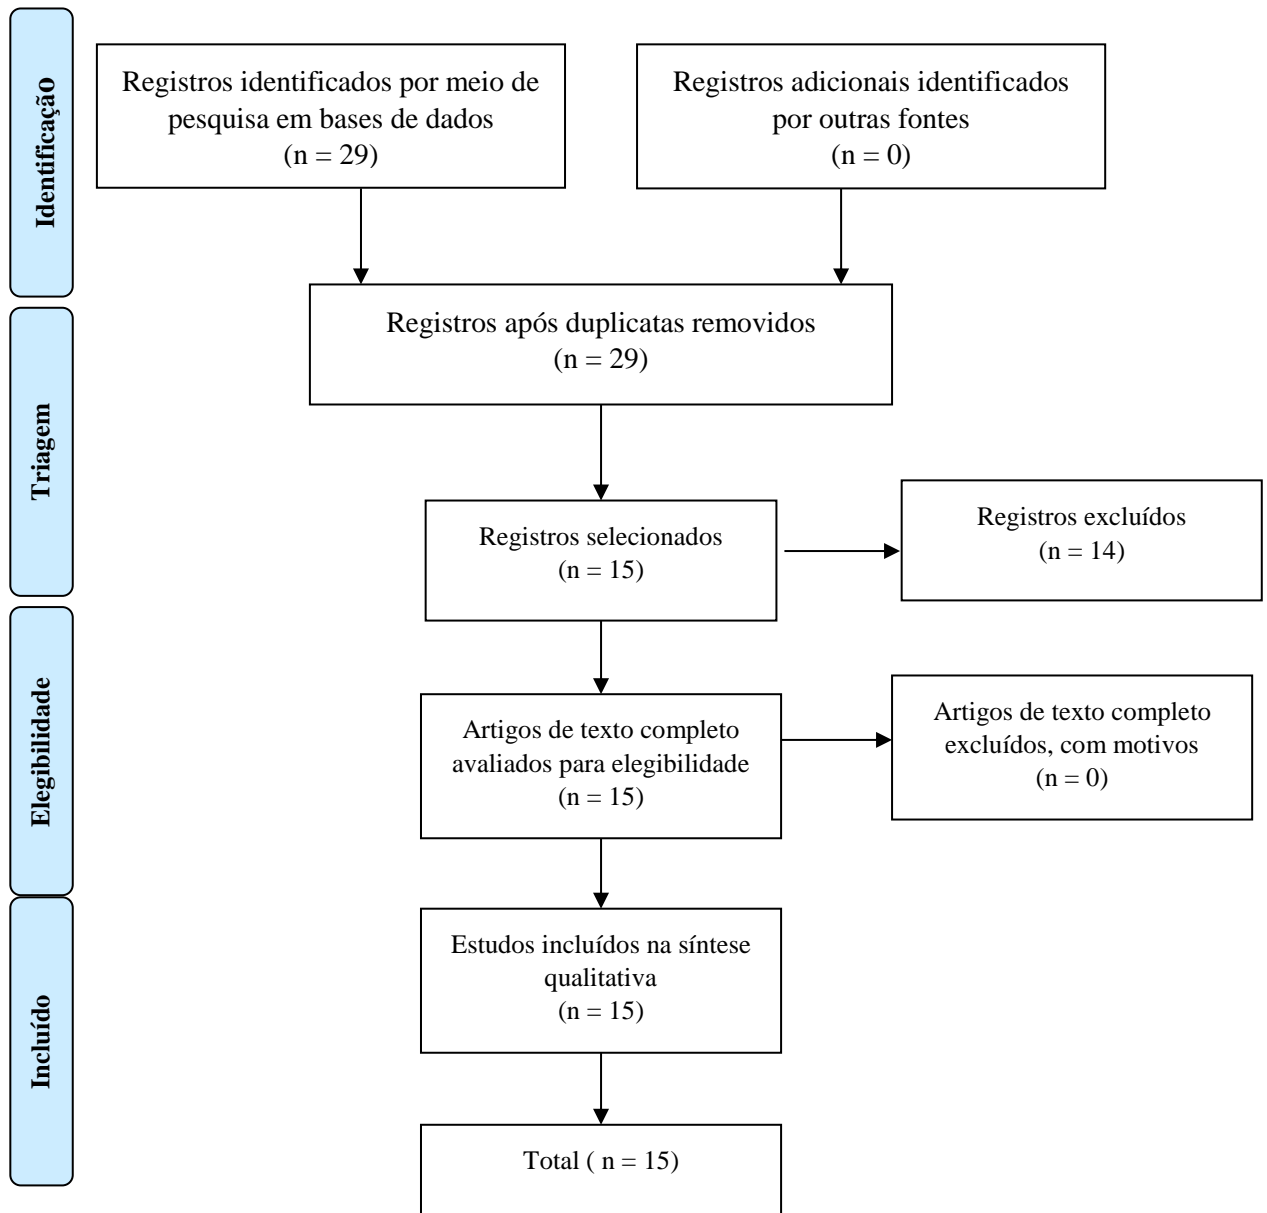 Identificação
Registros identificados por meio de
pesquisa em bases de dados
(n = 29)
Registros adicionais identificados
por outras fontes
(n = 0)
Registros após duplicatas removidos
(n = 29)
Triagem
Registros selecionados
(n = 15)
Registros excluídos
(n = 14)
Elegibilidade
Artigos de texto completo
avaliados para elegibilidade
(n = 15)
Artigos de texto completo
excluídos, com motivos
(n = 0)
Incluído
Estudos incluídos na síntese
qualitativa
(n = 15)
Total ( n = 15)